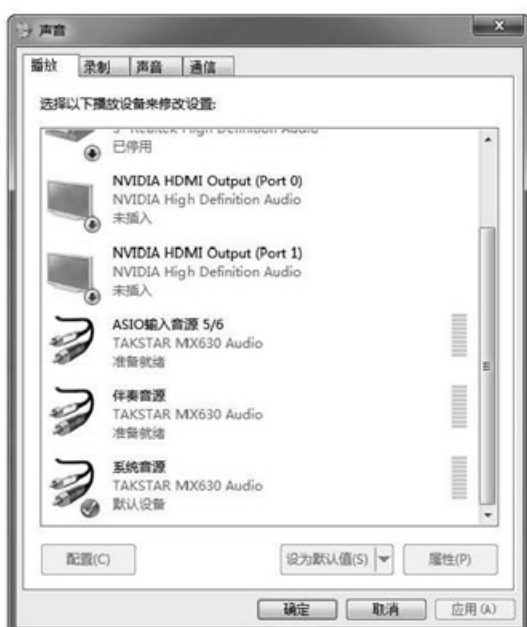 声音
播放 录制 声音 通信
选择以下播放设备来修改设置:
Realtek High Definition Audio
已停用
NVIDIA HDMI Output (Port 0)
NVIDIA High Definition Audio
未插入
NVIDIA HDMI Output (Port 1)
NVIDIA High Definition Audio
未插入
ASIO输入音源 5/6
TAKSTAR MX630 Audio
准备就绪
伴奏音源
TAKSTAR MX630 Audio
准备就绪
系统音源
TAKSTAR MX630 Audio
默认设备
配置(C) 设为默认值(S) 属性(P)
确定 取消 应用(A)